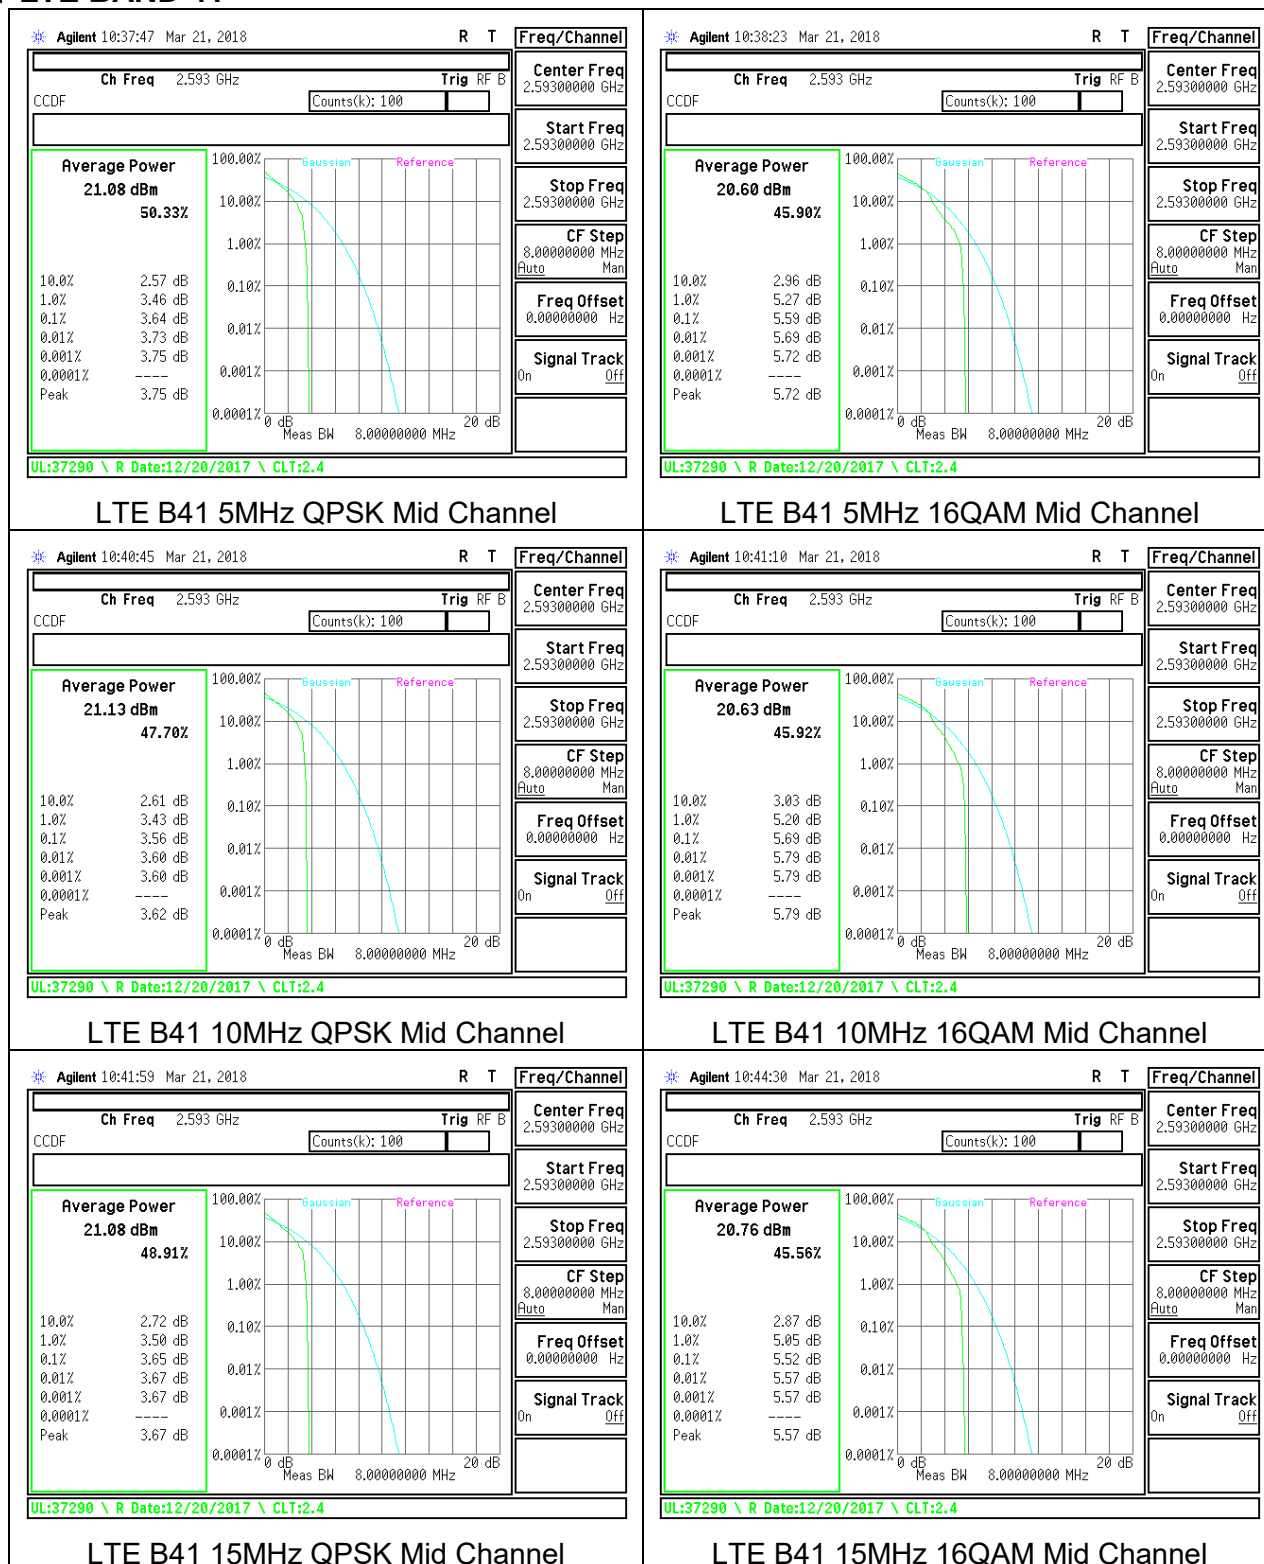 Agilent 10:37:47 Mar 21, 2018 R T
Freq/Channel
Ch Freq 2.593 GHz Trig RF B
CCDF Counts(k): 100
Center Freq
2.59300000 GHz
Start Freq
2.59300000 GHz
Stop Freq
2.59300000 GHz
CF Step
8.00000000 MHz
Auto Man
Freq Offset
0.00000000 Hz
Signal Track
On Off
Average Power
21.08 dBm
50.33%
10.0% 2.57 dB
1.0% 3.46 dB
0.1% 3.64 dB
0.01% 3.73 dB
0.001% 3.75 dB
0.0001% ----
Peak 3.75 dB
Gaussian Reference
100.00%
10.00%
1.00%
0.10%
0.01%
0.001%
0.0001%
0 dB 20 dB
Meas BW 8.00000000 MHz
UL:37290 \ R Date:12/20/2017 \ CLT:2.4
LTE B41 5MHz QPSK Mid Channel
Agilent 10:38:23 Mar 21, 2018 R T
Freq/Channel
Ch Freq 2.593 GHz Trig RF B
CCDF Counts(k): 100
Center Freq
2.59300000 GHz
Start Freq
2.59300000 GHz
Stop Freq
2.59300000 GHz
CF Step
8.00000000 MHz
Auto Man
Freq Offset
0.00000000 Hz
Signal Track
On Off
Average Power
20.60 dBm
45.90%
10.0% 2.96 dB
1.0% 5.27 dB
0.1% 5.59 dB
0.01% 5.69 dB
0.001% 5.72 dB
0.0001% ----
Peak 5.72 dB
Gaussian Reference
100.00%
10.00%
1.00%
0.10%
0.01%
0.001%
0.0001%
0 dB 20 dB
Meas BW 8.00000000 MHz
UL:37290 \ R Date:12/20/2017 \ CLT:2.4
LTE B41 5MHz 16QAM Mid Channel
Agilent 10:40:45 Mar 21, 2018 R T
Freq/Channel
Ch Freq 2.593 GHz Trig RF B
CCDF Counts(k): 100
Center Freq
2.59300000 GHz
Start Freq
2.59300000 GHz
Stop Freq
2.59300000 GHz
CF Step
8.00000000 MHz
Auto Man
Freq Offset
0.00000000 Hz
Signal Track
On Off
Average Power
21.13 dBm
47.70%
10.0% 2.61 dB
1.0% 3.43 dB
0.1% 3.56 dB
0.01% 3.60 dB
0.001% 3.60 dB
0.0001% ----
Peak 3.62 dB
Gaussian Reference
100.00%
10.00%
1.00%
0.10%
0.01%
0.001%
0.0001%
0 dB 20 dB
Meas BW 8.00000000 MHz
UL:37290 \ R Date:12/20/2017 \ CLT:2.4
LTE B41 10MHz QPSK Mid Channel
Agilent 10:41:10 Mar 21, 2018 R T
Freq/Channel
Ch Freq 2.593 GHz Trig RF B
CCDF Counts(k): 100
Center Freq
2.59300000 GHz
Start Freq
2.59300000 GHz
Stop Freq
2.59300000 GHz
CF Step
8.00000000 MHz
Auto Man
Freq Offset
0.00000000 Hz
Signal Track
On Off
Average Power
20.63 dBm
45.92%
10.0% 3.03 dB
1.0% 5.20 dB
0.1% 5.69 dB
0.01% 5.79 dB
0.001% 5.79 dB
0.0001% ----
Peak 5.79 dB
Gaussian Reference
100.00%
10.00%
1.00%
0.10%
0.01%
0.001%
0.0001%
0 dB 20 dB
Meas BW 8.00000000 MHz
UL:37290 \ R Date:12/20/2017 \ CLT:2.4
LTE B41 10MHz 16QAM Mid Channel
Agilent 10:41:59 Mar 21, 2018 R T
Freq/Channel
Ch Freq 2.593 GHz Trig RF B
CCDF Counts(k): 100
Center Freq
2.59300000 GHz
Start Freq
2.59300000 GHz
Stop Freq
2.59300000 GHz
CF Step
8.00000000 MHz
Auto Man
Freq Offset
0.00000000 Hz
Signal Track
On Off
Average Power
21.08 dBm
48.91%
10.0% 2.72 dB
1.0% 3.50 dB
0.1% 3.65 dB
0.01% 3.67 dB
0.001% 3.67 dB
0.0001% ----
Peak 3.67 dB
Gaussian Reference
100.00%
10.00%
1.00%
0.10%
0.01%
0.001%
0.0001%
0 dB 20 dB
Meas BW 8.00000000 MHz
UL:37290 \ R Date:12/20/2017 \ CLT:2.4
LTE B41 15MHz QPSK Mid Channel
Agilent 10:44:30 Mar 21, 2018 R T
Freq/Channel
Ch Freq 2.593 GHz Trig RF B
CCDF Counts(k): 100
Center Freq
2.59300000 GHz
Start Freq
2.59300000 GHz
Stop Freq
2.59300000 GHz
CF Step
8.00000000 MHz
Auto Man
Freq Offset
0.00000000 Hz
Signal Track
On Off
Average Power
20.76 dBm
45.56%
10.0% 2.87 dB
1.0% 5.05 dB
0.1% 5.52 dB
0.01% 5.57 dB
0.001% 5.57 dB
0.0001% ----
Peak 5.57 dB
Gaussian Reference
100.00%
10.00%
1.00%
0.10%
0.01%
0.001%
0.0001%
0 dB 20 dB
Meas BW 8.00000000 MHz
UL:37290 \ R Date:12/20/2017 \ CLT:2.4
LTE B41 15MHz 16QAM Mid Channel